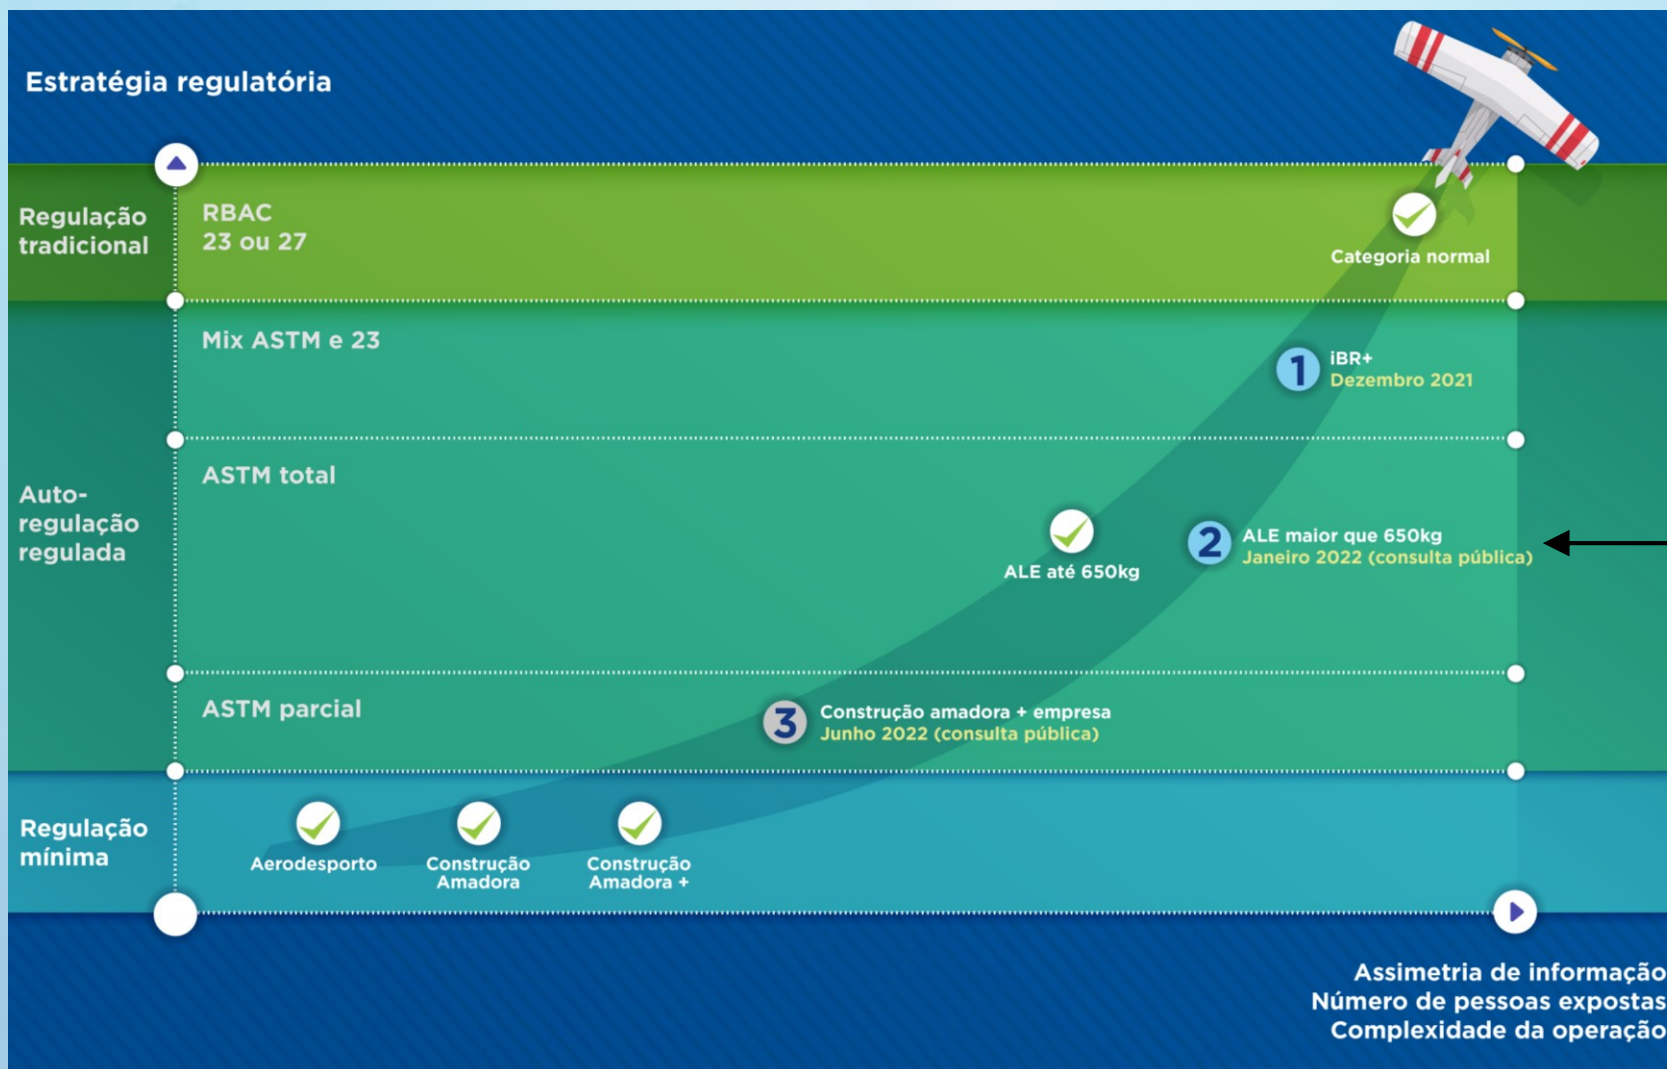 Estratégia regulatória
Regulação
tradicional
RBAC
23 ou 27
Categoria normal
Mix ASTM e 23
1
iBR+
Dezembro 2021
Auto-
regulação
regulada
ASTM total
ALE até 650kg
2
ALE maior que 650kg
Janeiro 2022 (consulta pública)
ASTM parcial
3
Construção amadora + empresa
Junho 2022 (consulta pública)
Regulação
mínima
Aerodesporto
Construção
Amadora
Construção
Amadora +
Assimetria de informação
Número de pessoas expostas
Complexidade da operação